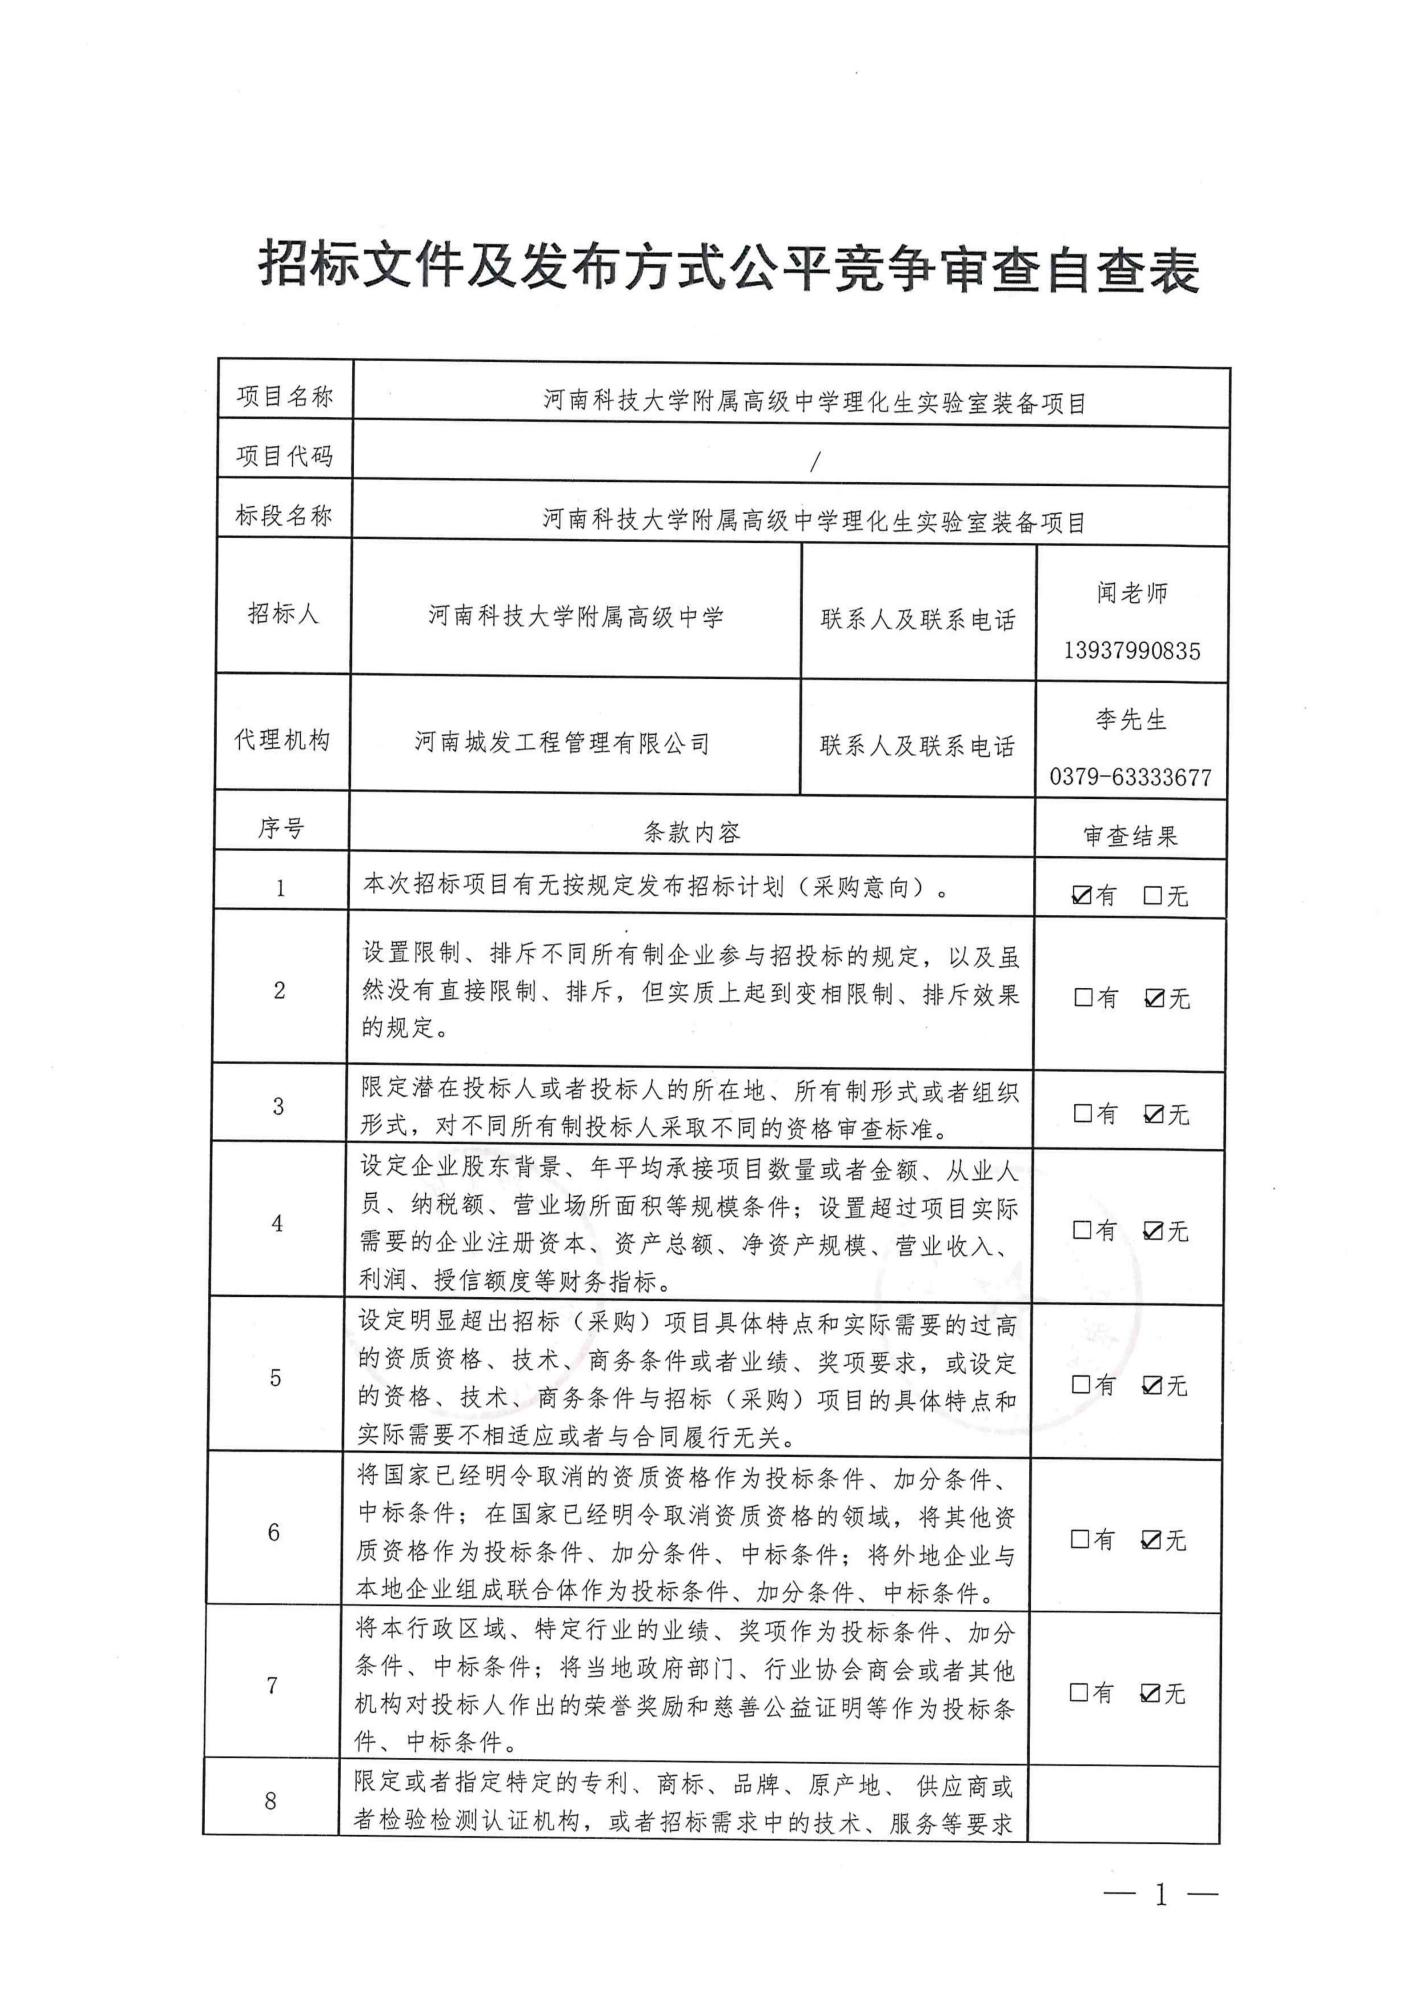 招标文件及发布方式公平竞争审查自查表
项目名称
河南科技大学附属高级中学理化生实验室装备项目
项目代码
/
标段名称
河南科技大学附属高级中学理化生实验室装备项目
招标人
河南科技大学附属高级中学
联系人及联系电话
闻老师
13937990835
代理机构
河南城发工程管理有限公司
联系人及联系电话
李先生
0379-63333677
序号
条款内容
审查结果
1
本次招标项目有无按规定发布招标计划（采购意向）。
☑有 □无
2
设置限制、排斥不同所有制企业参与招投标的规定，以及虽
然没有直接限制、排斥，但实质上起到变相限制、排斥效果
的规定。
□有 ☑无
3
限定潜在投标人或者投标人的所在地、所有制形式或者组织
形式，对不同所有制投标人采取不同的资格审查标准。
□有 ☑无
4
设定企业股东背景、年平均承接项目数量或者金额、从业人
员、纳税额、营业场所面积等规模条件；设置超过项目实际
需要的企业注册资本、资产总额、净资产规模、营业收入、
利润、授信额度等财务指标。
□有 ☑无
5
设定明显超出招标（采购）项目具体特点和实际需要的过高
的资质资格、技术、商务条件或者业绩、奖项要求，或设定
的资格、技术、商务条件与招标（采购）项目的具体特点和
实际需要不相适应或者与合同履行无关。
□有 ☑无
6
将国家已经明令取消的资质资格作为投标条件、加分条件、
中标条件；在国家已经明令取消资质资格的领域，将其他资
质资格作为投标条件、加分条件、中标条件；将外地企业与
本地企业组成联合体作为投标条件、加分条件、中标条件。
□有 ☑无
7
将本行政区域、特定行业的业绩、奖项作为投标条件、加分
条件、中标条件；将当地政府部门、行业协会商会或者其他
机构对投标人作出的荣誉奖励和慈善公益证明等作为投标条
件、中标条件。
□有 ☑无
8
限定或者指定特定的专利、商标、品牌、原产地、 供应商或
者检验检测认证机构，或者招标需求中的技术、服务等要求
— 1 —